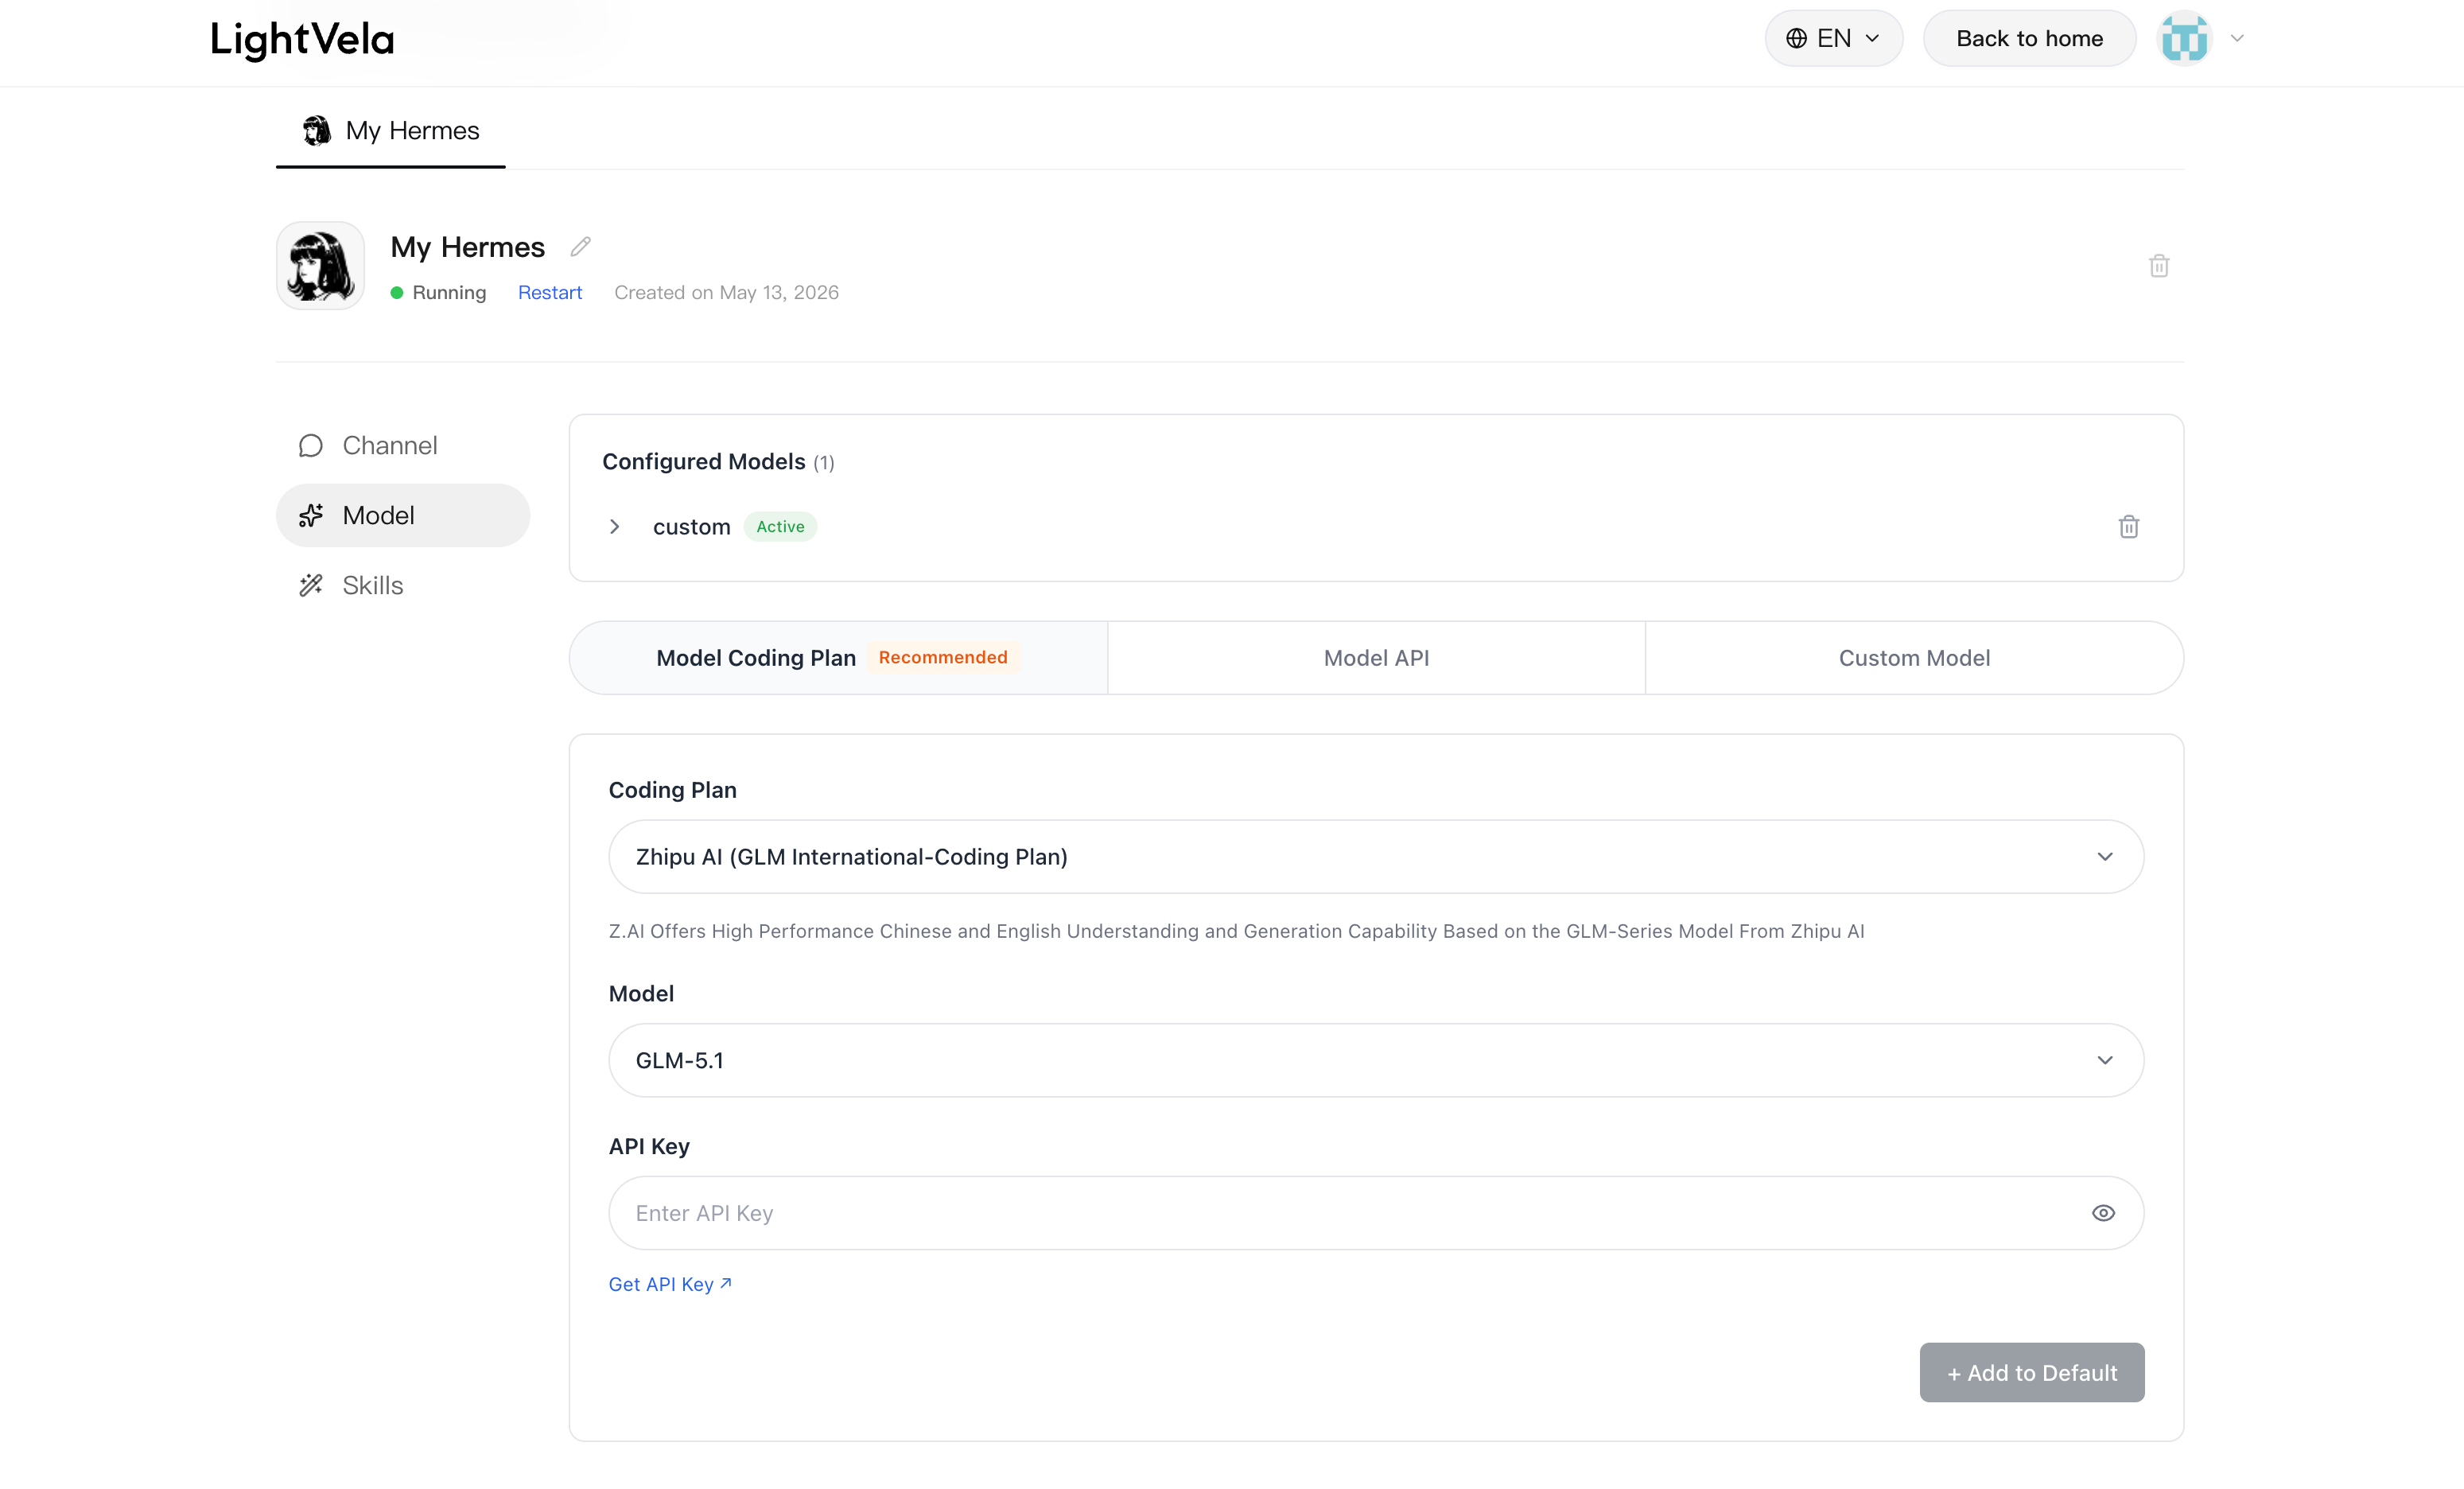 LightVela
EN
Back to home
My Hermes
My Hermes
Running Restart Created on May 13, 2026
Channel
Model
Skills
Configured Models (1)
custom Active
Model Coding Plan Recommended
Model API
Custom Model
Coding Plan
Zhipu AI (GLM International-Coding Plan)
Z.AI Offers High Performance Chinese and English Understanding and Generation Capability Based on the GLM-Series Model From Zhipu AI
Model
GLM-5.1
API Key
Enter API Key
Get API Key ↗
+ Add to Default